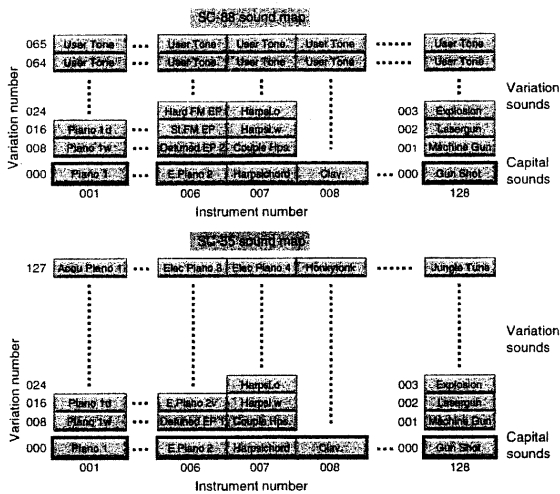 SC-88 sound map
065 User Tone User Tone User Tone User Tone User Tone
064 User Tone User Tone User Tone User Tone User Tone
Variation sounds
024 Hard FM EP Harpsi.o 003 Explosion
016 Piano 1d St.FM EP Harpsi.w 002 Lasergun
008 Piano 1w Detuned EP 2 Couple Hps. 001 Machine Gun
000 Piano 1 E.Piano 2 Harpsichord Clav. 000 Gun Shot
Capital sounds
001 006 007 008 128
Variation number
Instrument number
SC-55 sound map
127 Acou Piano 1 Elec Piano 3 Elec Piano 4 Honkytonk Jungle Tune
Variation sounds
024 Harpsi.o 003 Explosion
016 Piano 1d E.Piano 2v Harpsi.w 002 Lasergun
008 Piano 1w Detuned EP Couple Hps. 001 Machine Gun
000 Piano 1 E.Piano 2 Harpsichord Clav. 000 Gun Shot
Capital sounds
001 006 007 008 128
Variation number
Instrument number